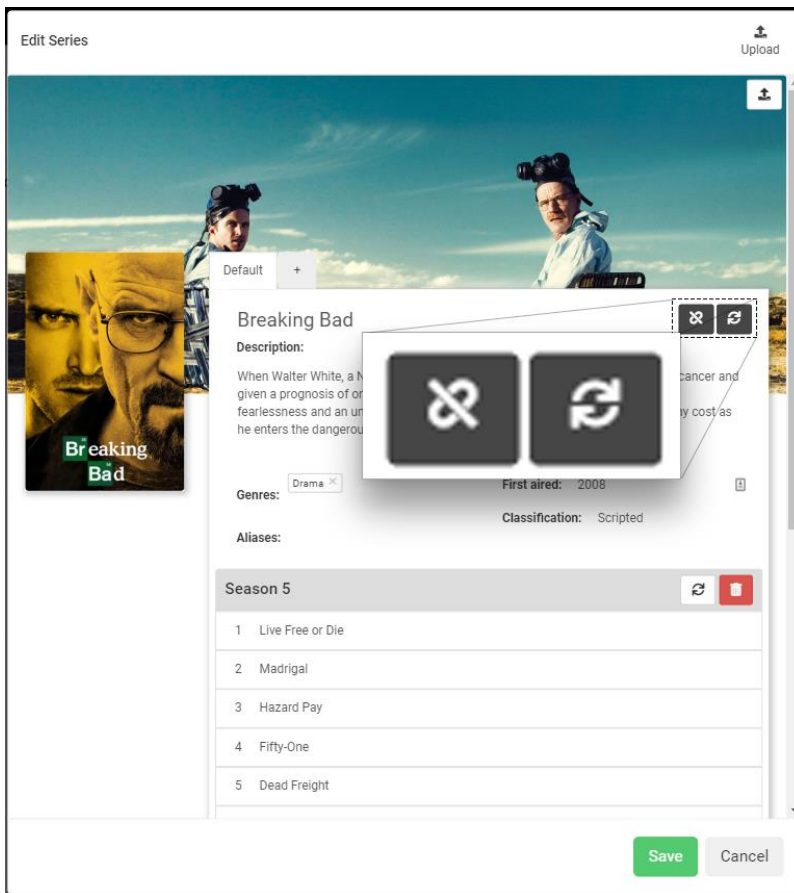 Edit Series
Upload
Default +
Breaking Bad
Description:
When Walter White, a N cancer and
given a prognosis of or
fearlessness and an un ny cost as
he enters the dangerou
Breaking
Bad
Genres: Drama ×
First aired: 2008
Classification: Scripted
Aliases:
Season 5
1 Live Free or Die
2 Madrigal
3 Hazard Pay
4 Fifty-One
5 Dead Freight
Save Cancel